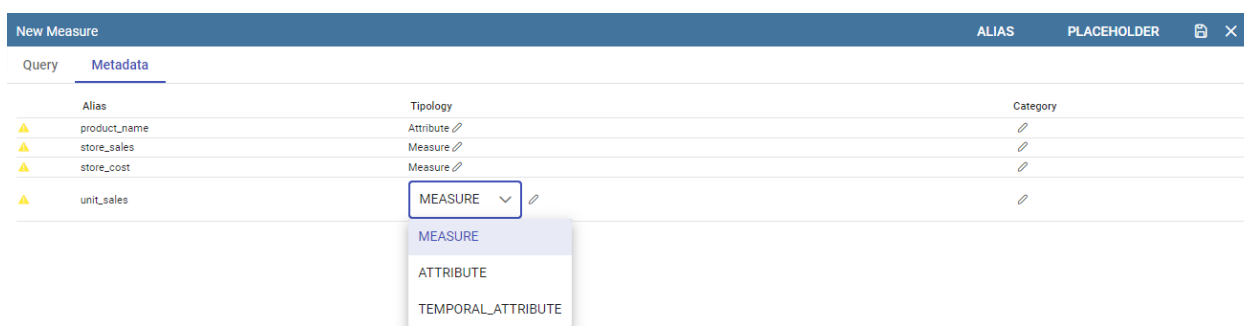 New Measure ALIAS PLACEHOLDER
Query Metadata
Alias Tipology Category
product_name Attribute
store_sales Measure
store_cost Measure
unit_sales MEASURE
MEASURE
ATTRIBUTE
TEMPORAL_ATTRIBUTE